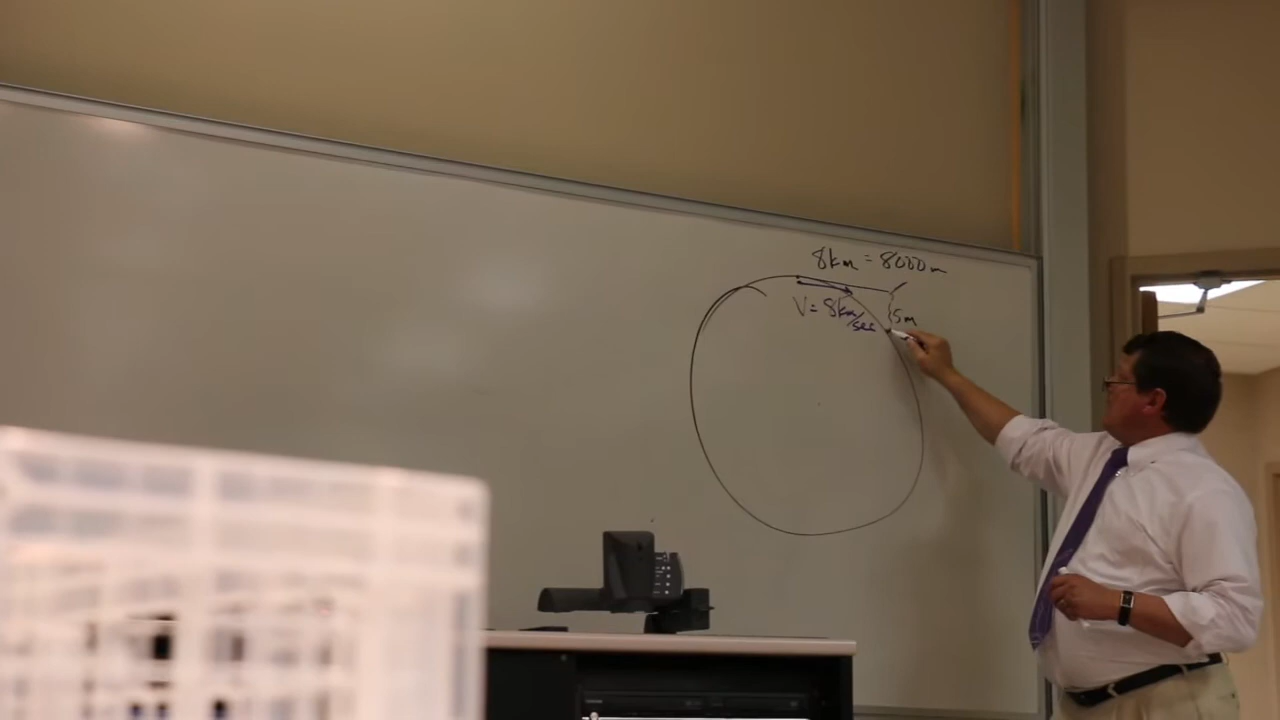 8km = 8000m
V = 8km/sec
5m